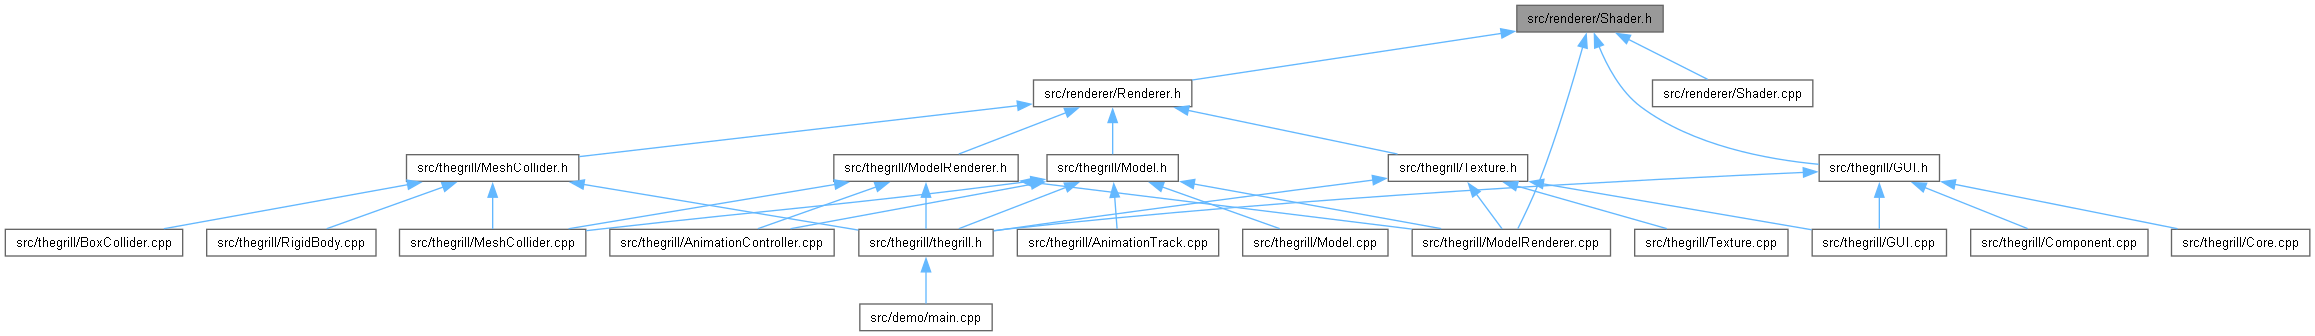 src/renderer/Shader.h
src/renderer/Renderer.h
src/renderer/Shader.cpp
src/thegrill/MeshCollider.h
src/thegrill/ModelRenderer.h
src/thegrill/Model.h
src/thegrill/Texture.h
src/thegrill/GUI.h
src/thegrill/BoxCollider.cpp
src/thegrill/RigidBody.cpp
src/thegrill/MeshCollider.cpp
src/thegrill/AnimationController.cpp
src/thegrill/thegrill.h
src/thegrill/AnimationTrack.cpp
src/thegrill/Model.cpp
src/thegrill/ModelRenderer.cpp
src/thegrill/Texture.cpp
src/thegrill/GUI.cpp
src/thegrill/Component.cpp
src/thegrill/Core.cpp
src/demo/main.cpp